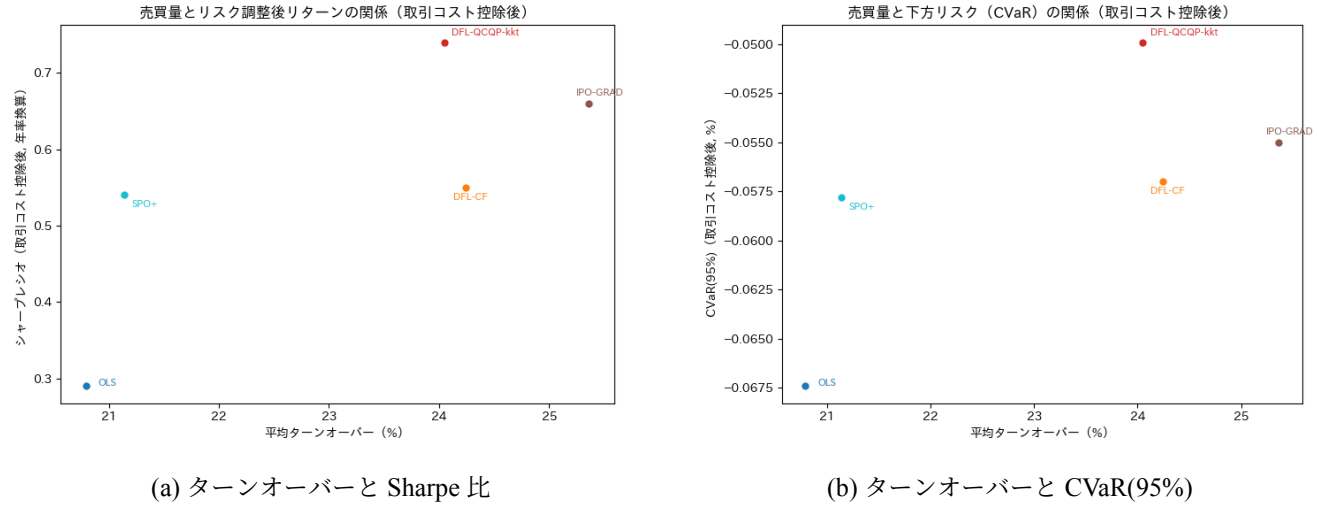 売買量とリスク調整後リターンの関係（取引コスト控除後）
シャープレシオ（取引コスト控除後, 年率換算）
0.7
0.6
0.5
0.4
0.3
DFL-QCQP-kkt
IPO-GRAD
SPO+
DFL-CF
OLS
21
22
23
24
25
平均ターンオーバー（%）
(a) ターンオーバーと Sharpe 比
売買量と下方リスク（CVaR）の関係（取引コスト控除後）
CVaR(95%)（取引コスト控除後, %）
−0.0500
−0.0525
−0.0550
−0.0575
−0.0600
−0.0625
−0.0650
−0.0675
DFL-QCQP-kkt
IPO-GRAD
DFL-CF
SPO+
OLS
21
22
23
24
25
平均ターンオーバー（%）
(b) ターンオーバーと CVaR(95%)